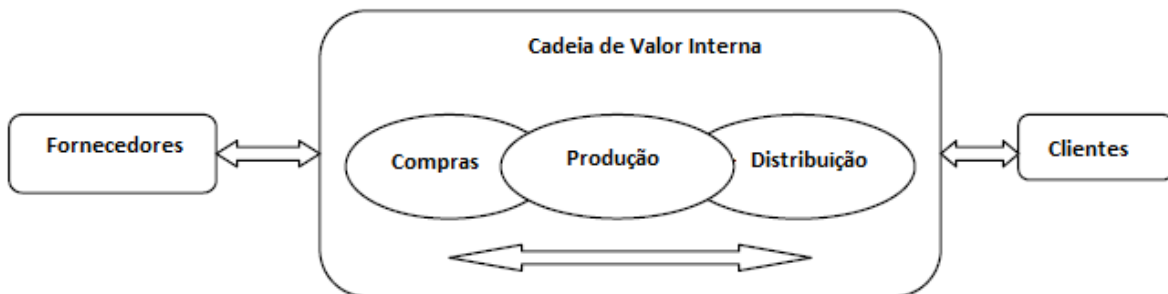 Cadeia de Valor Interna
Fornecedores
Compras
Produção
Distribuição
Clientes